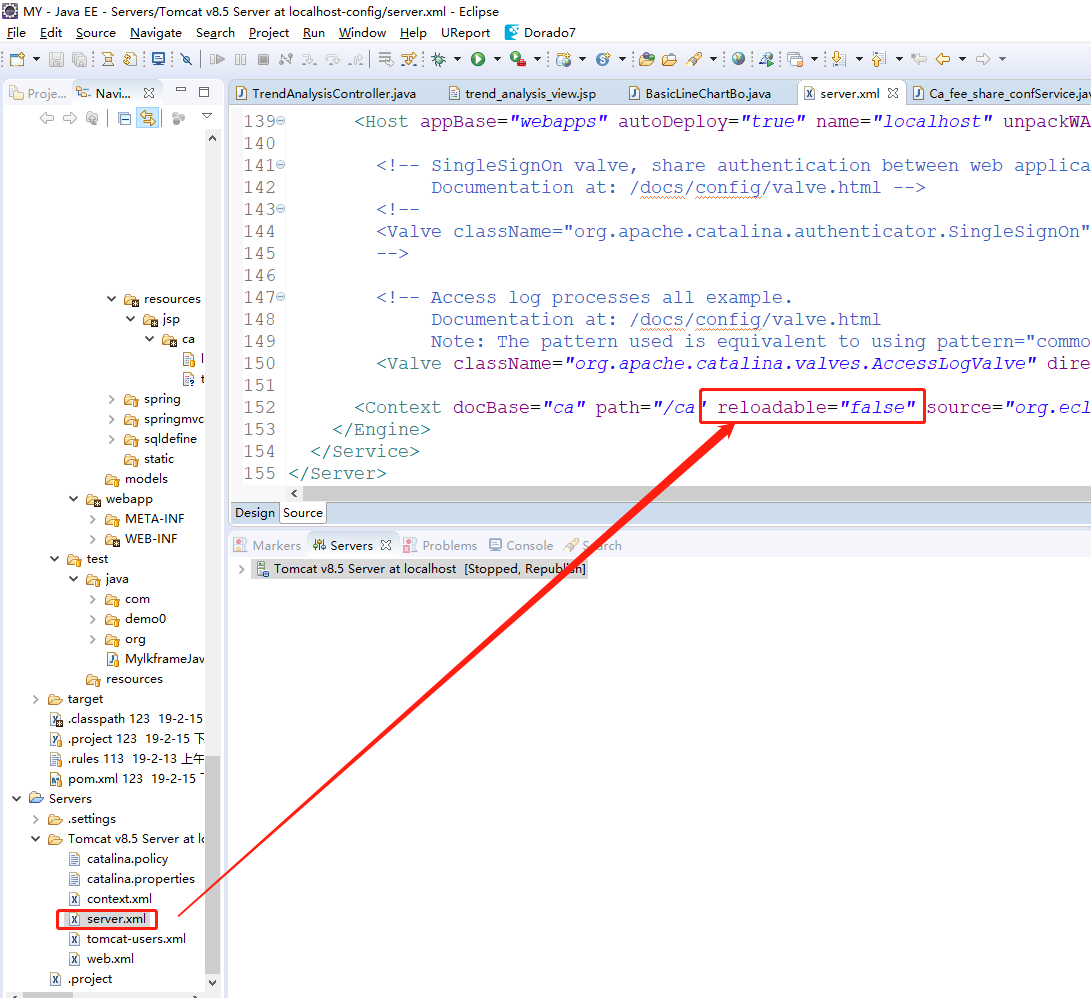 MY - Java EE - Servers/Tomcat v8.5 Server at localhost-config/server.xml - Eclipse
File Edit Source Navigate Search Project Run Window Help UReport Dorado7
Proje... Navi...
TrendAnalysisController.java trend_analysis_view.jsp BasicLineChartBo.java server.xml Ca_fee_share_confService.jav
139 <Host appBase="webapps" autoDeploy="true" name="localhost" unpackWA
140
141 <!-- SingleSignOn valve, share authentication between web applica
142 Documentation at: /docs/config/valve.html -->
143 <!--
144 <Valve className="org.apache.catalina.authenticator.SingleSignOn"
145 -->
146
147 <!-- Access log processes all example.
148 Documentation at: /docs/config/valve.html
149 Note: The pattern used is equivalent to using pattern="commo
150 <Valve className="org.apache.catalina.valves.AccessLogValve" dire
151
152 <Context docBase="ca" path="/ca" reloadable="false" source="org.ecl
153 </Engine>
154 </Service>
155 </Server>
Design Source
Markers Servers Problems Console Search
Tomcat v8.5 Server at localhost [Stopped, Republish]
resources
jsp
ca
spring
springmvc
sqldefine
static
models
webapp
META-INF
WEB-INF
test
java
com
demo0
org
MylkframeJav
resources
target
.classpath 123 19-2-15
.project 123 19-2-15 下
.rules 113 19-2-13 上午
pom.xml 123 19-2-15
Servers
.settings
Tomcat v8.5 Server at lo
catalina.policy
catalina.properties
context.xml
server.xml
tomcat-users.xml
web.xml
.project